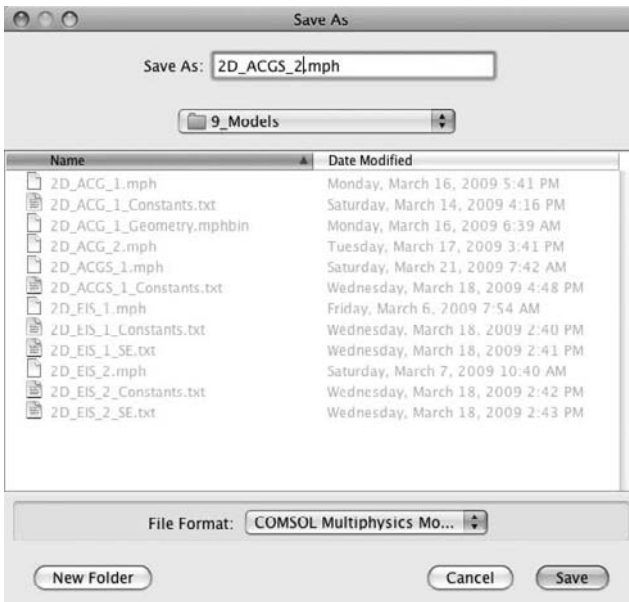 Save As
Save As: 2D_ACGS_2.mph
9_Models
Name Date Modified
2D_ACG_1.mph Monday, March 16, 2009 5:41 PM
2D_ACG_1_Constants.txt Saturday, March 14, 2009 4:16 PM
2D_ACG_1_Geometry.mphbin Monday, March 16, 2009 6:39 AM
2D_ACG_2.mph Tuesday, March 17, 2009 3:41 PM
2D_ACGS_1.mph Saturday, March 21, 2009 7:42 AM
2D_ACGS_1_Constants.txt Wednesday, March 18, 2009 4:48 PM
2D_EIS_1.mph Friday, March 6, 2009 7:54 AM
2D_EIS_1_Constants.txt Wednesday, March 18, 2009 2:40 PM
2D_EIS_1_SE.txt Wednesday, March 18, 2009 2:41 PM
2D_EIS_2.mph Saturday, March 7, 2009 10:40 AM
2D_EIS_2_Constants.txt Wednesday, March 18, 2009 2:42 PM
2D_EIS_2_SE.txt Wednesday, March 18, 2009 2:43 PM
File Format: COMSOL Multiphysics Mo...
New Folder Cancel Save